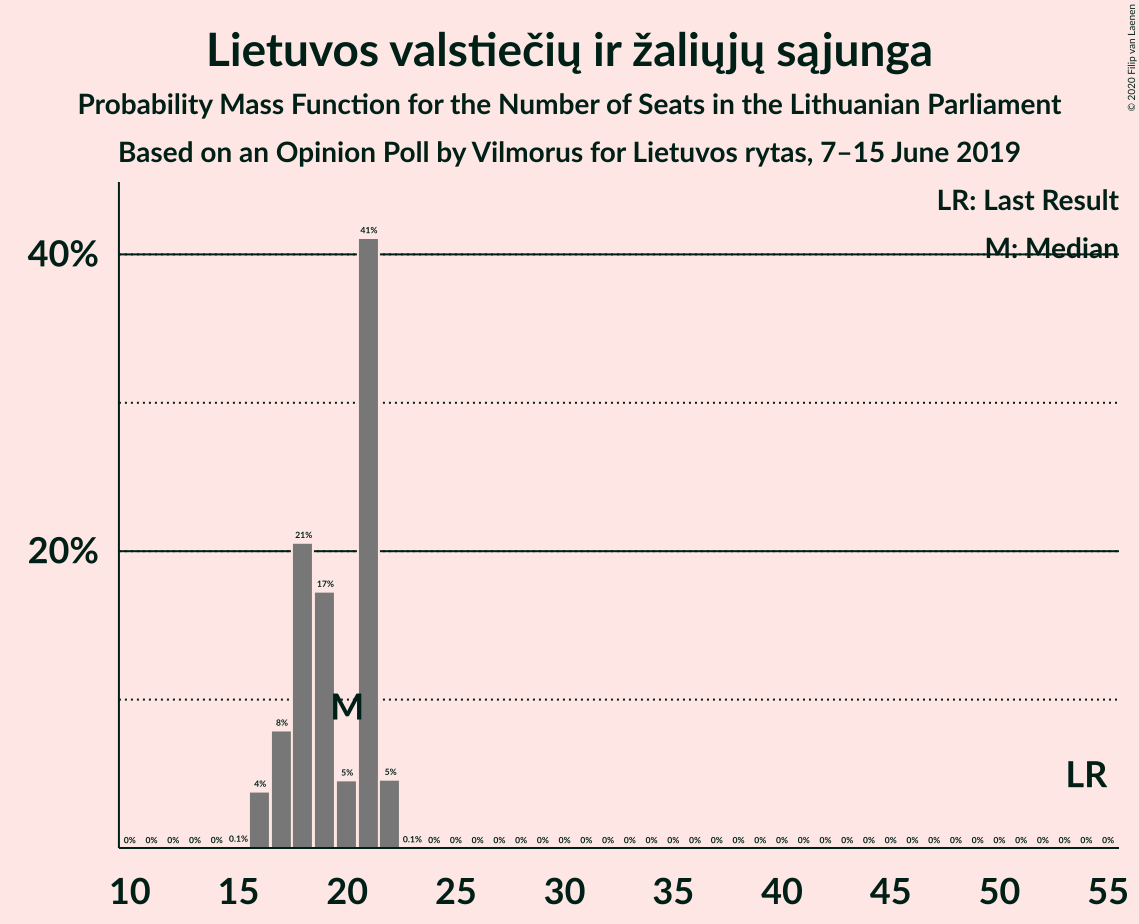 Lietuvos valstiečių ir žaliųjų sąjunga
Probability Mass Function for the Number of Seats in the Lithuanian Parliament
Based on an Opinion Poll by Vilmorus for Lietuvos rytas, 7–15 June 2019
© 2020 Filip van Laenen
LR: Last Result
M: Median
40%
20%
41%
21%
17%
M
8%
4%
5%
5%
LR
0% 0% 0% 0% 0% 0.1% 0.1% 0% 0% 0% 0% 0% 0% 0% 0% 0% 0% 0% 0% 0% 0% 0% 0% 0% 0% 0% 0% 0% 0% 0% 0% 0% 0% 0% 0% 0% 0% 0% 0%
10 15 20 25 30 35 40 45 50 55